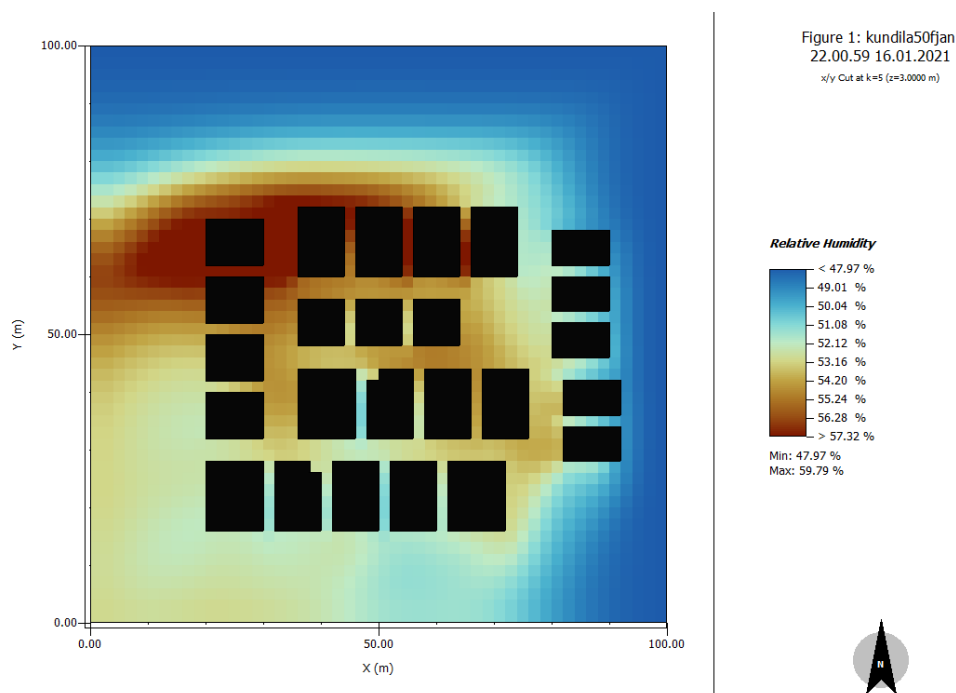 Figure 1: kundila50fjan
22.00.59 16.01.2021
x/y Cut at k=5 (z=3.0000 m)
100.00
50.00
0.00
Y (m)
0.00
50.00
100.00
X (m)
Relative Humidity
< 47.97 %
49.01 %
50.04 %
51.08 %
52.12 %
53.16 %
54.20 %
55.24 %
56.28 %
> 57.32 %
Min: 47.97 %
Max: 59.79 %
N